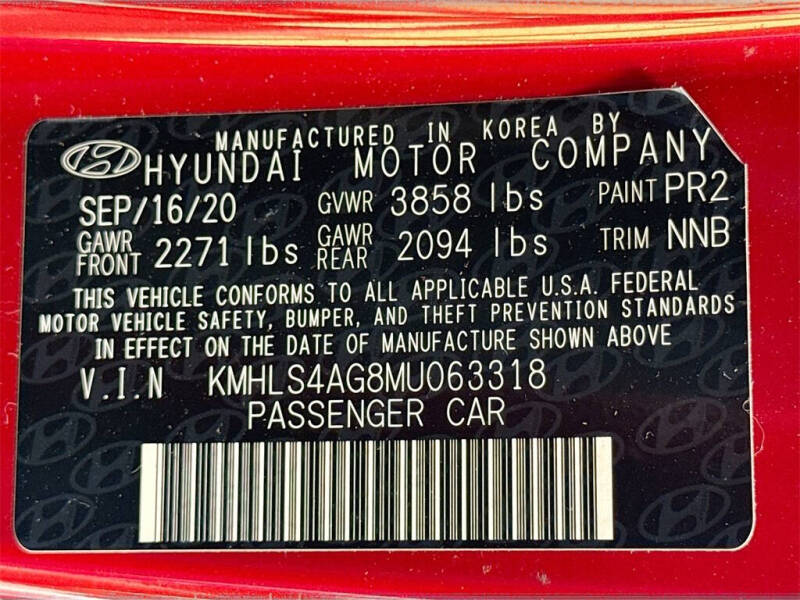 MANUFACTURED IN KOREA BY
HYUNDAI MOTOR COMPANY
SEP/16/20 GVWR 3858 lbs PAINT PR2
GAWR FRONT 2271 lbs GAWR REAR 2094 lbs TRIM NNB
THIS VEHICLE CONFORMS TO ALL APPLICABLE U.S.A. FEDERAL
MOTOR VEHICLE SAFETY, BUMPER, AND THEFT PREVENTION STANDARDS
IN EFFECT ON THE DATE OF MANUFACTURE SHOWN ABOVE
V.I.N KMHLS4AG8MU063318
PASSENGER CAR